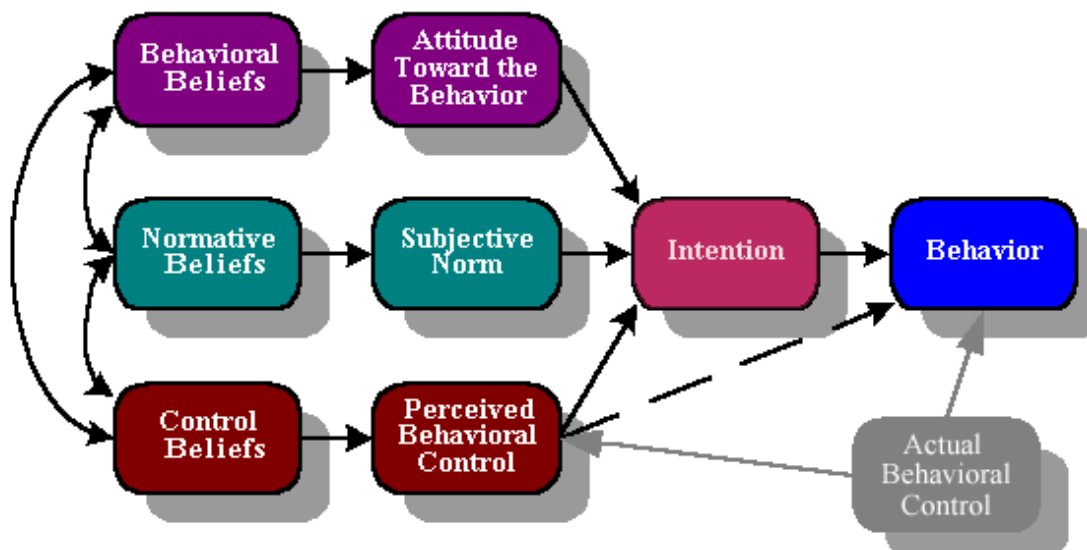 Behavioral
Beliefs
Attitude
Toward the
Behavior
Normative
Beliefs
Subjective
Norm
Intention
Behavior
Control
Beliefs
Perceived
Behavioral
Control
Actual
Behavioral
Control